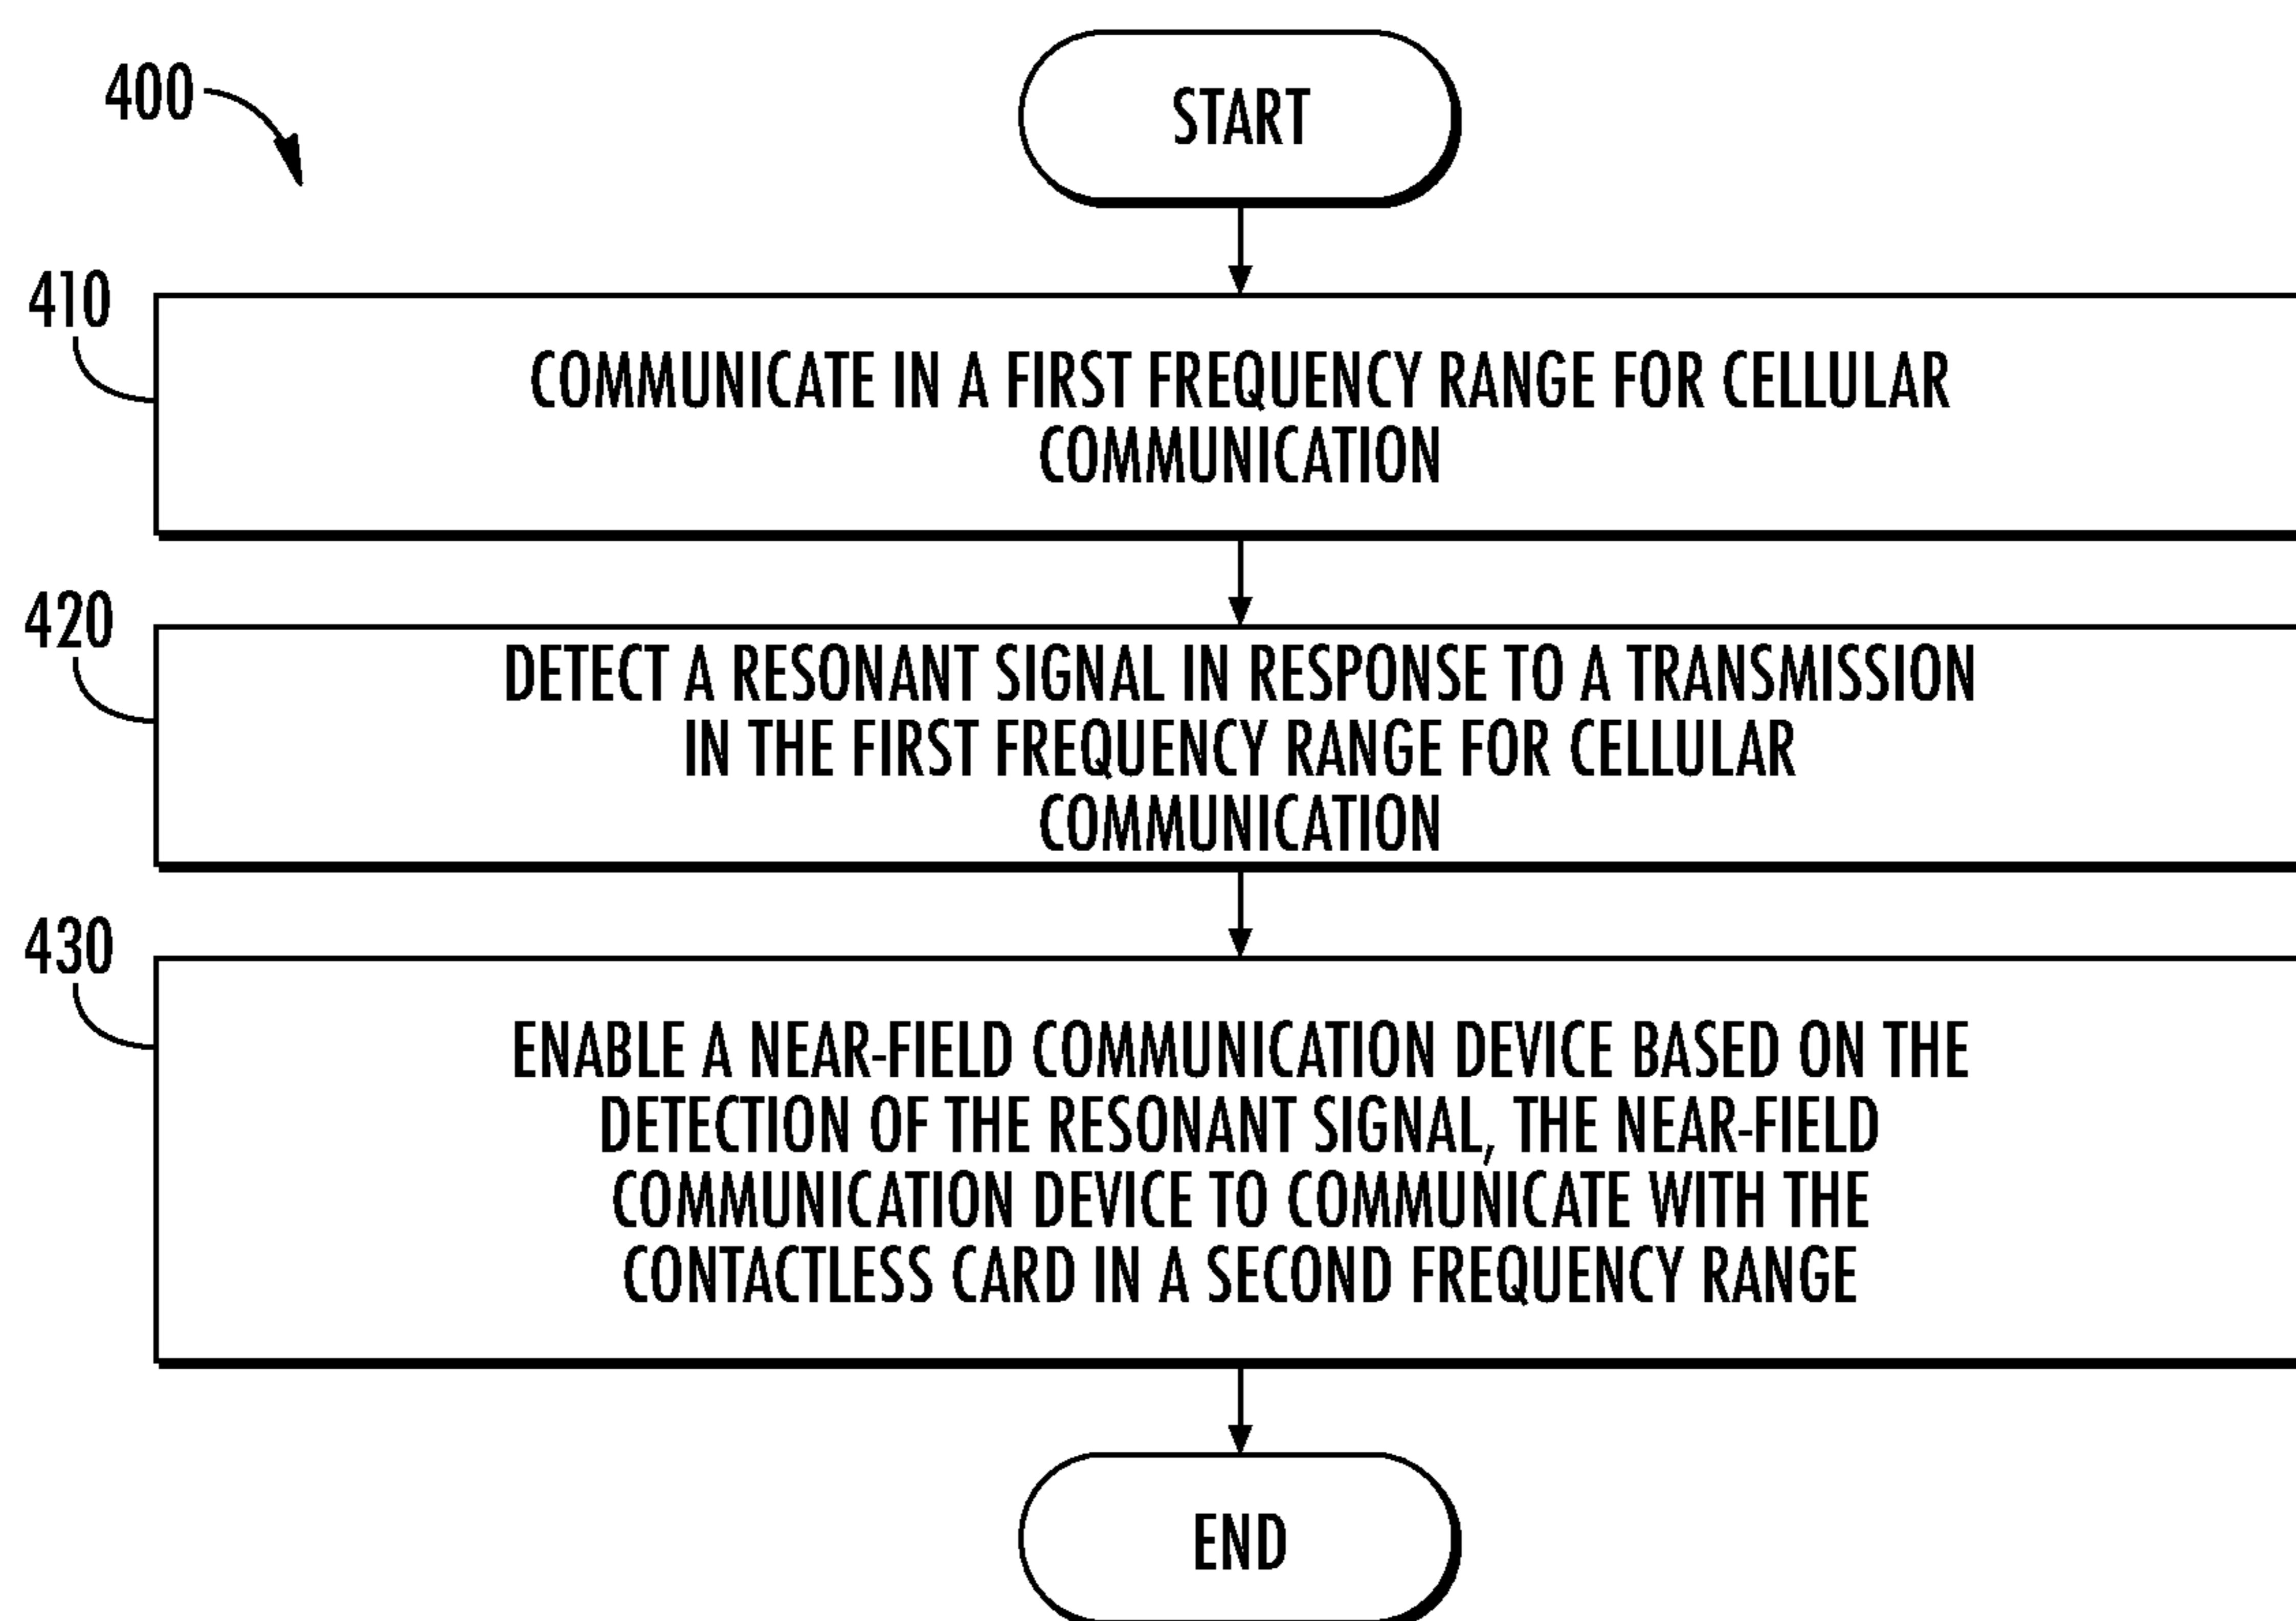 400
START
410
COMMUNICATE IN A FIRST FREQUENCY RANGE FOR CELLULAR
COMMUNICATION
420
DETECT A RESONANT SIGNAL IN RESPONSE TO A TRANSMISSION
IN THE FIRST FREQUENCY RANGE FOR CELLULAR
COMMUNICATION
430
ENABLE A NEAR-FIELD COMMUNICATION DEVICE BASED ON THE
DETECTION OF THE RESONANT SIGNAL, THE NEAR-FIELD
COMMUNICATION DEVICE TO COMMUNICATE WITH THE
CONTACTLESS CARD IN A SECOND FREQUENCY RANGE
END